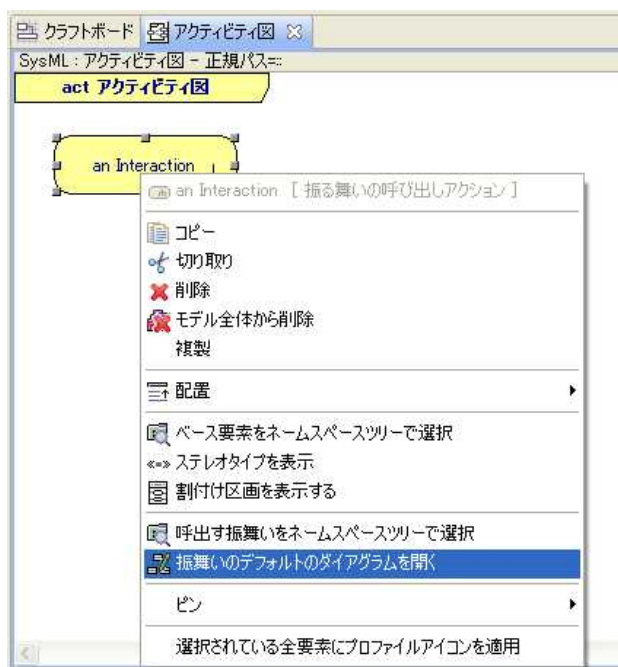 クラフトボード アクティビティ図
SysML : アクティビティ図 - 正規パス=::
act アクティビティ図
an Interaction
an Interaction [ 振る舞いの呼び出しアクション ]
コピー
切り取り
削除
モデル全体から削除
複製
配置
ベース要素をネームスペースツリーで選択
«=» ステレオタイプを表示
割付け区画を表示する
呼出す振舞いをネームスペースツリーで選択
振舞いのデフォルトのダイアグラムを開く
ピン
選択されている全要素にプロファイルアイコンを適用